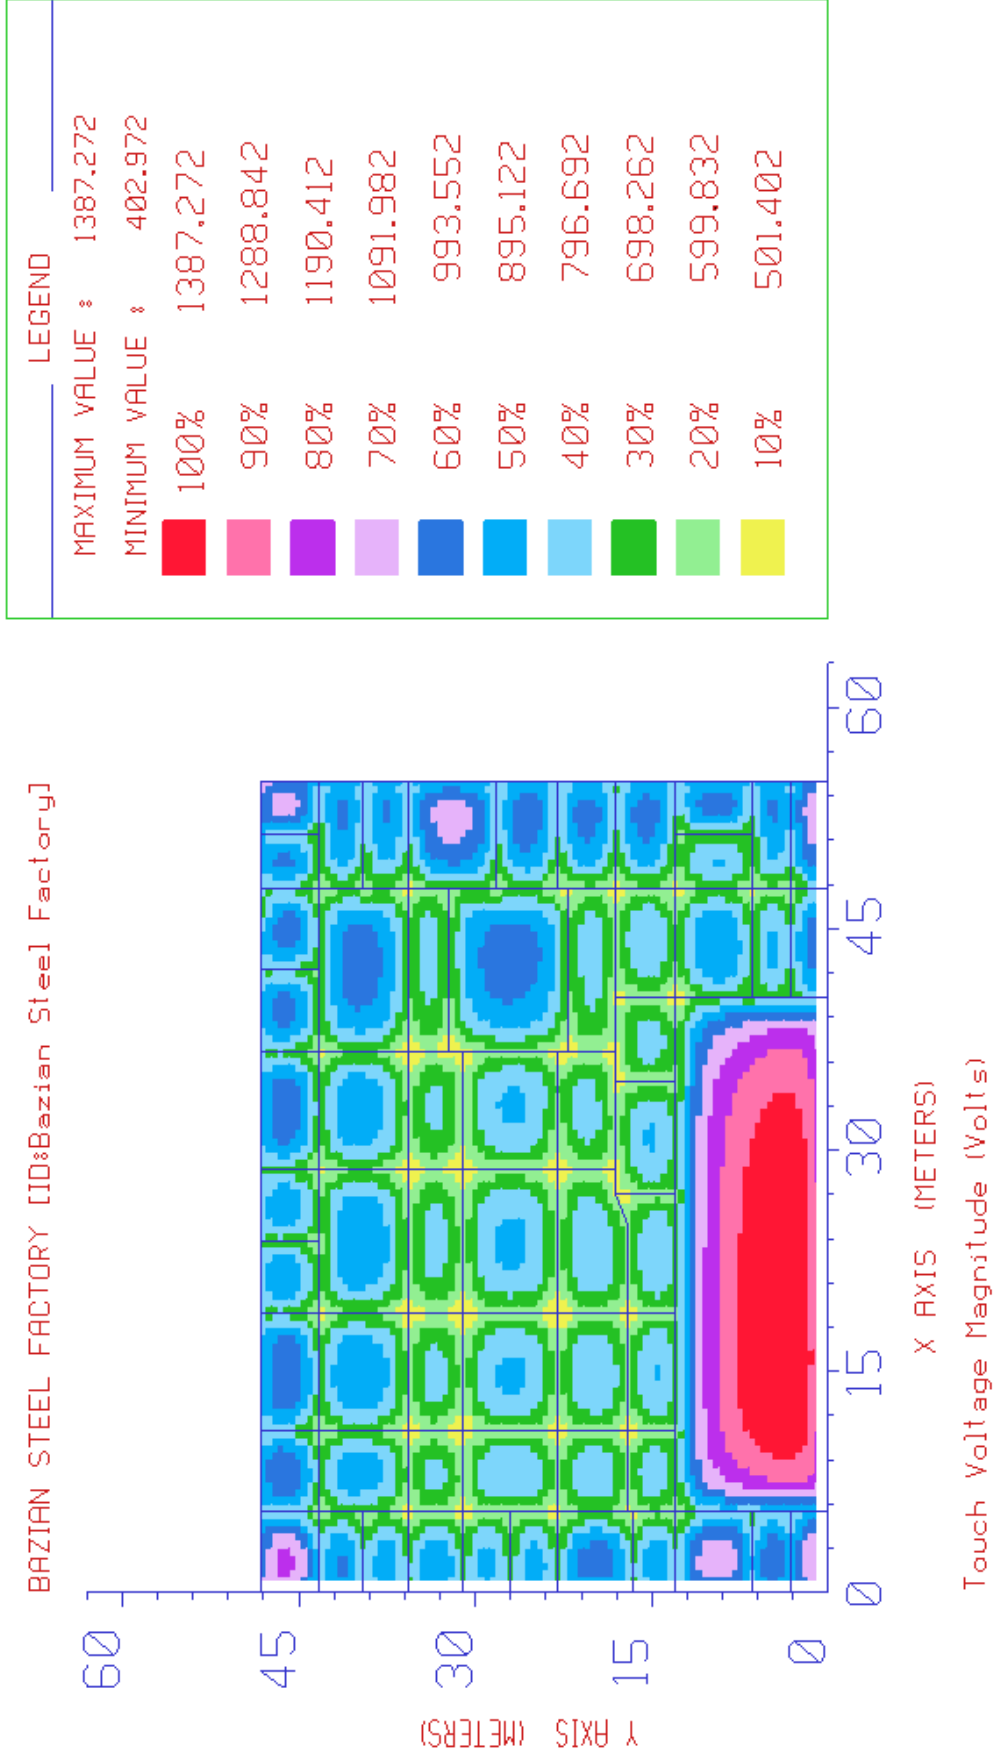 BAZIAN STEEL FACTORY [ID:Bazian Steel Factory]
LEGEND
MAXIMUM VALUE : 1387.272
MINIMUM VALUE : 402.972
100% 1387.272
90% 1288.842
80% 1190.412
70% 1091.982
60% 993.552
50% 895.122
40% 796.692
30% 698.262
20% 599.832
10% 501.402
Y AXIS (METERS)
60
45
30
15
0
0 15 30 45 60
X AXIS (METERS)
Touch Voltage Magnitude (Volts)